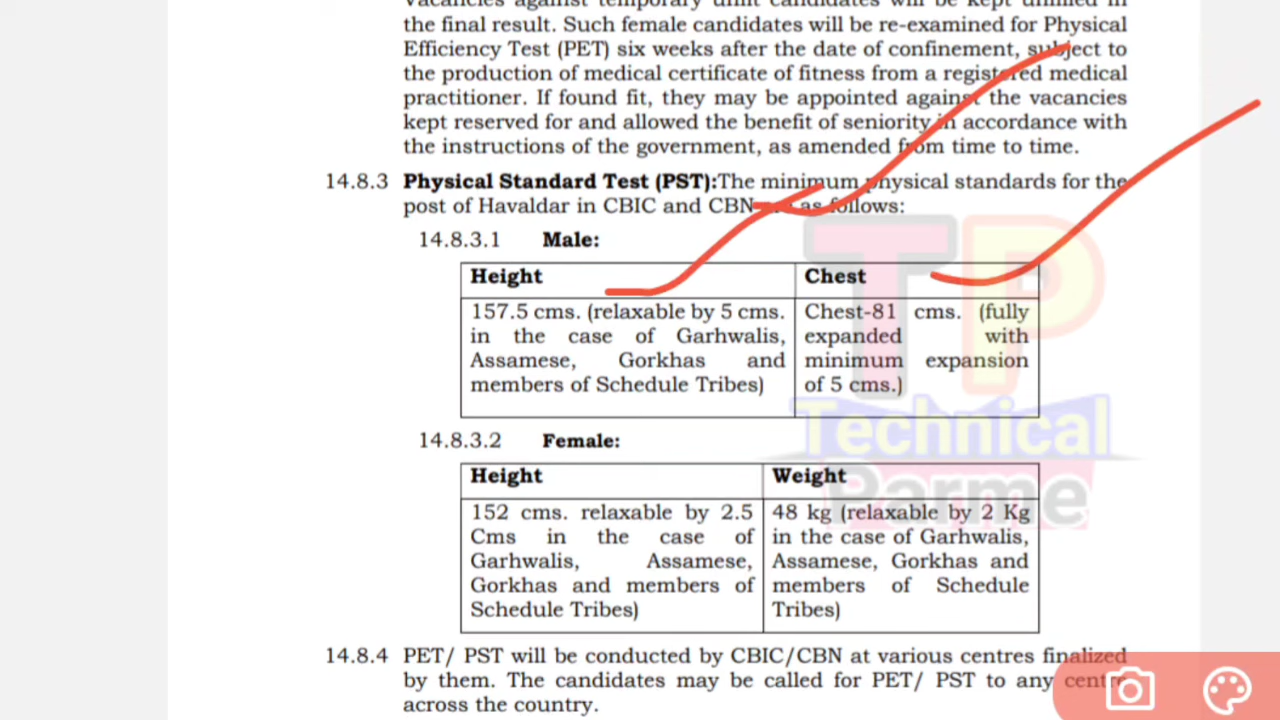 the final result. Such female candidates will be re-examined for Physical
Efficiency Test (PET) six weeks after the date of confinement, subject to
the production of medical certificate of fitness from a registered medical
practitioner. If found fit, they may be appointed against the vacancies
kept reserved for and allowed the benefit of seniority in accordance with
the instructions of the government, as amended from time to time.
14.8.3 Physical Standard Test (PST):The minimum physical standards for the
post of Havaldar in CBIC and CBN as follows:
14.8.3.1 Male:
Height Chest
157.5 cms. (relaxable by 5 cms. Chest-81 cms. (fully
in the case of Garhwalis, expanded with
Assamese, Gorkhas and minimum expansion
members of Schedule Tribes) of 5 cms.)
TP
Technical
Parme
14.8.3.2 Female:
Height Weight
152 cms. relaxable by 2.5 48 kg (relaxable by 2 Kg
Cms in the case of in the case of Garhwalis,
Garhwalis, Assamese, Assamese, Gorkhas and
Gorkhas and members of members of Schedule
Schedule Tribes) Tribes)
14.8.4 PET/ PST will be conducted by CBIC/CBN at various centres finalized
by them. The candidates may be called for PET/ PST to any centre
across the country.